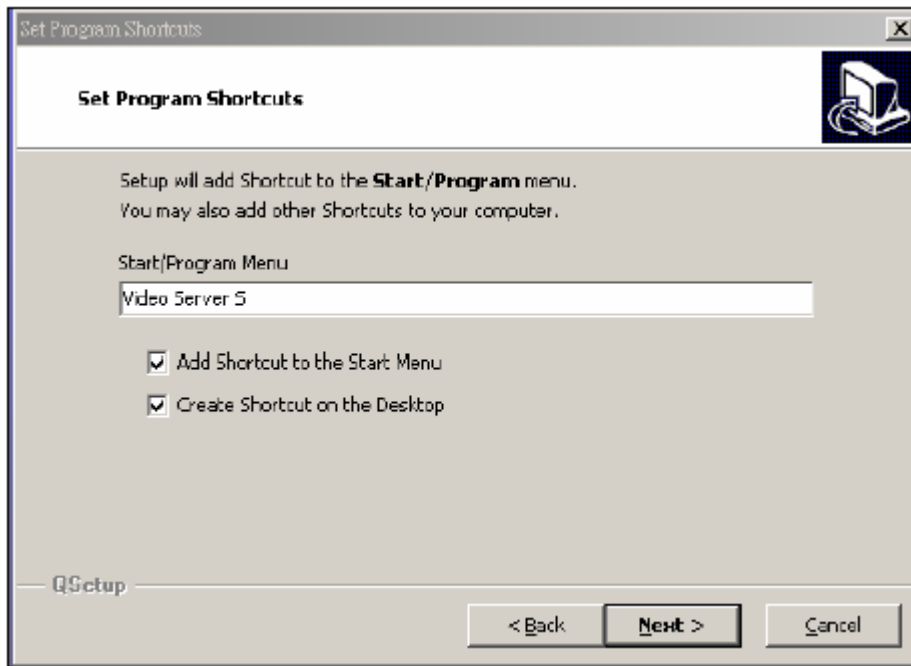 Set Program Shortcuts
Set Program Shortcuts
Setup will add Shortcut to the Start/Program menu.
You may also add other Shortcuts to your computer.
Start/Program Menu
Video Server S
Add Shortcut to the Start Menu
Create Shortcut on the Desktop
QSetup
< Back Next > Cancel